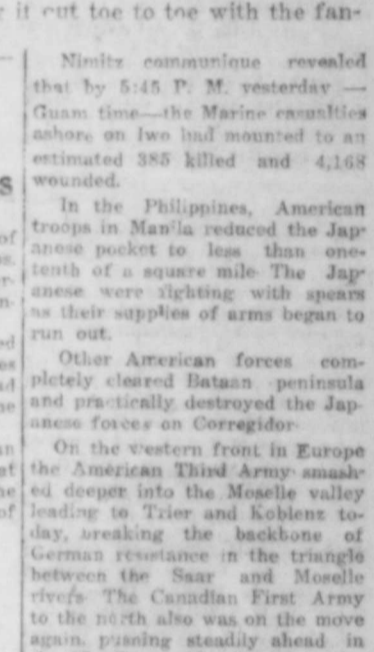 it out toe to toe with the fan-
Nimitz communique revealed
that by 5:45 P. M. yesterday —
Guam time—the Marine casualties
ashore on Iwo had mounted to an
estimated 385 killed and 4,168
wounded.
In the Philippines, American
troops in Man'la reduced the Jap-
anese pocket to less than one-
tenth of a square mile The Jap-
anese were fighting with spears
as their supplies of arms began to
run out.
Other American forces com-
pletely cleared Bataan peninsula
and practically destroyed the Jap
anese forces on Corregidor
On the western front in Europe
the American Third Army smash-
ed deeper into the Moselle valley
leading to Trier and Koblenz to-
day, breaking the backbone of
German resistance in the triangle
between the Saar and Moselle
rivers The Canadian First Army
to the north also was on the move
again, pushing steadily ahead in